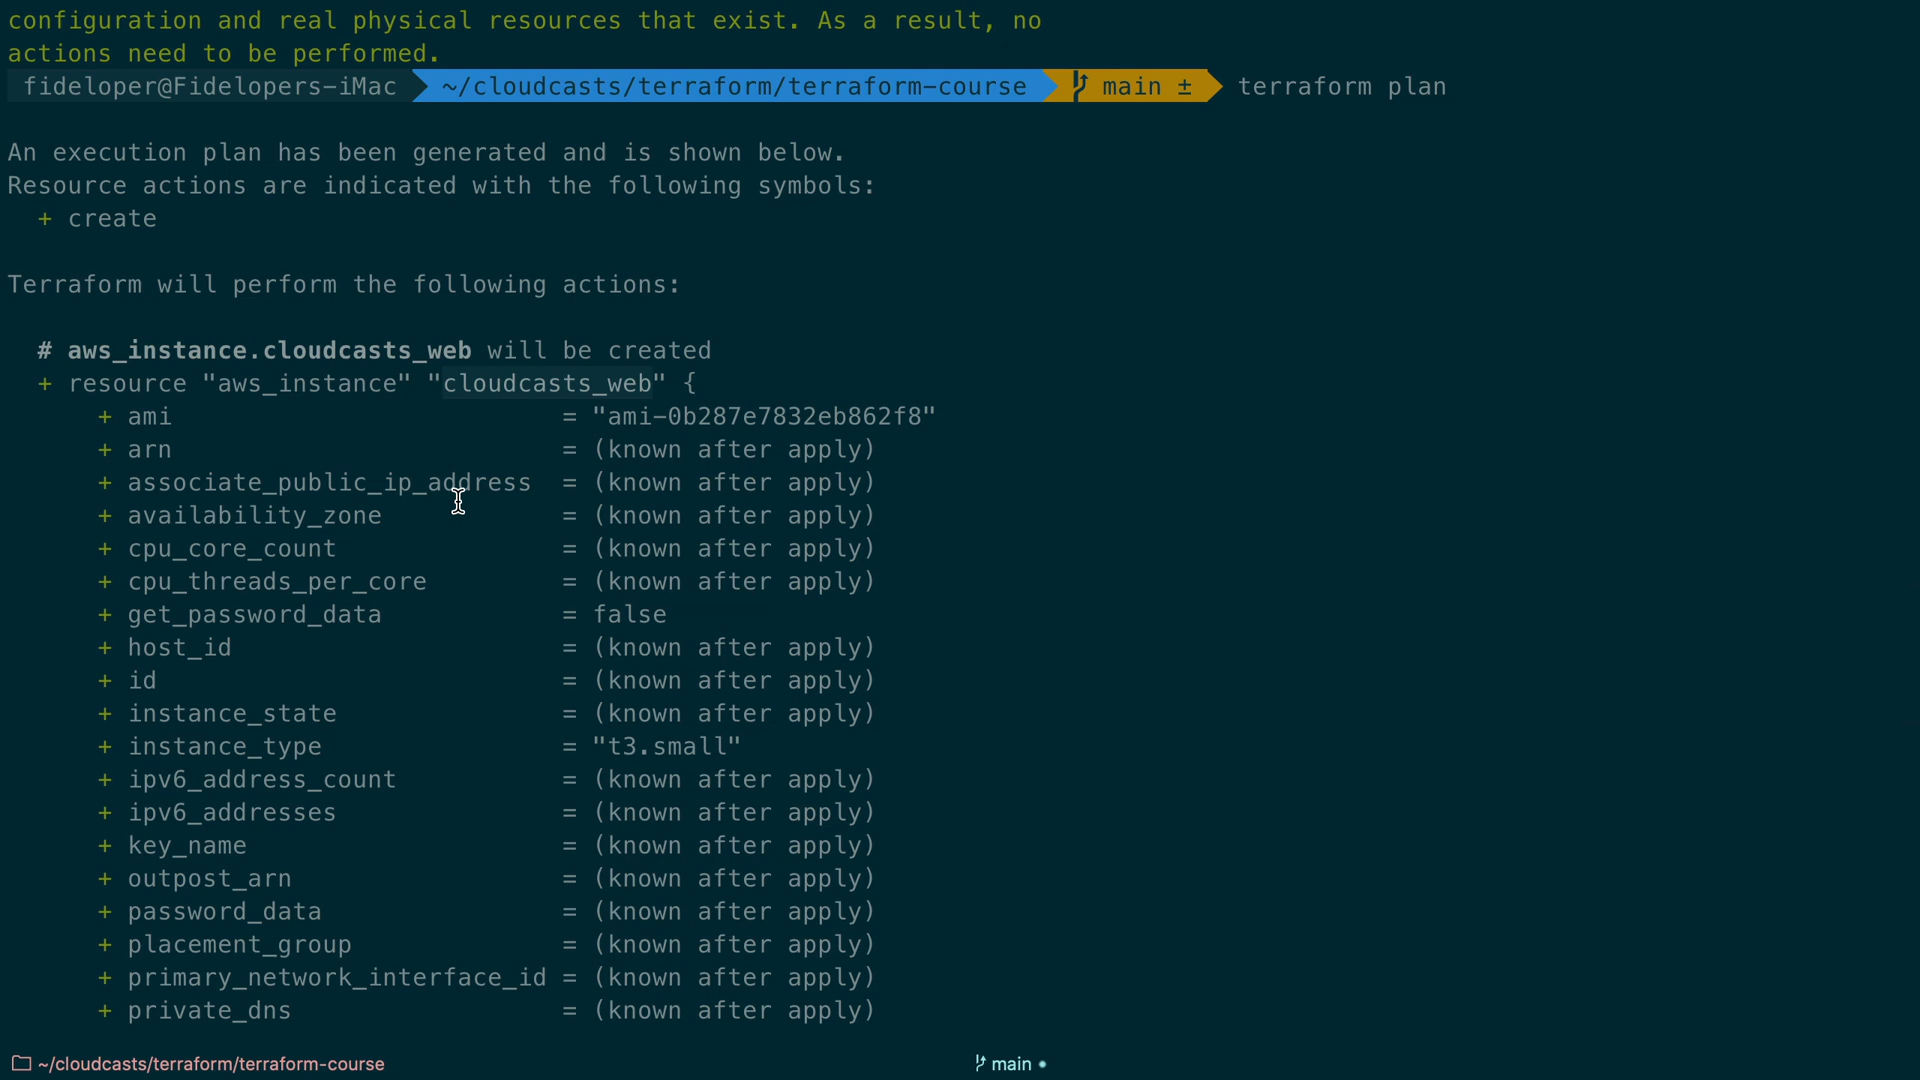 configuration and real physical resources that exist. As a result, no
actions need to be performed.
fideloper@Fidelopers-iMac ~/cloudcasts/terraform/terraform-course main ± terraform plan
An execution plan has been generated and is shown below.
Resource actions are indicated with the following symbols:
+ create
Terraform will perform the following actions:
# aws_instance.cloudcasts_web will be created
+ resource "aws_instance" "cloudcasts_web" {
+ ami = "ami-0b287e7832eb862f8"
+ arn = (known after apply)
+ associate_public_ip_address = (known after apply)
+ availability_zone = (known after apply)
+ cpu_core_count = (known after apply)
+ cpu_threads_per_core = (known after apply)
+ get_password_data = false
+ host_id = (known after apply)
+ id = (known after apply)
+ instance_state = (known after apply)
+ instance_type = "t3.small"
+ ipv6_address_count = (known after apply)
+ ipv6_addresses = (known after apply)
+ key_name = (known after apply)
+ outpost_arn = (known after apply)
+ password_data = (known after apply)
+ placement_group = (known after apply)
+ primary_network_interface_id = (known after apply)
+ private_dns = (known after apply)
~/cloudcasts/terraform/terraform-course main •